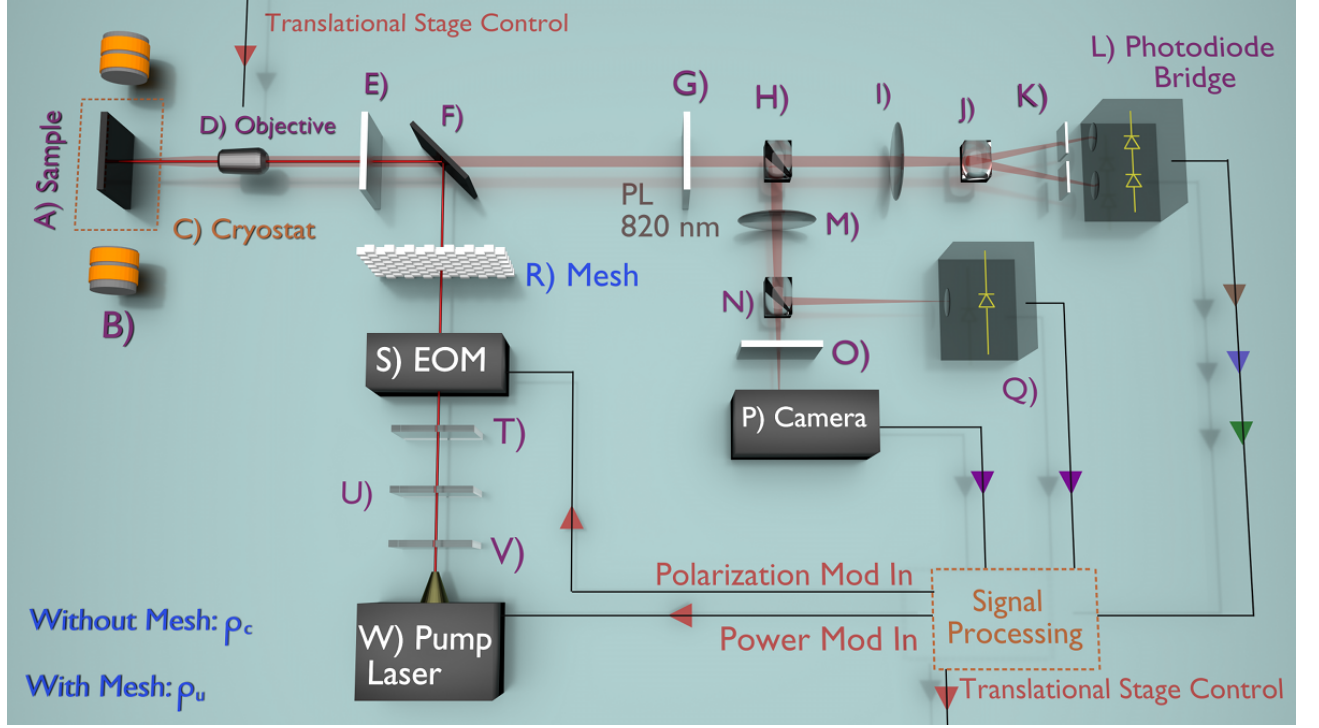 Translational Stage Control
L) Photodiode
Bridge
E)
F)
G)
H)
I)
J)
K)
A) Sample
D) Objective
C) Cryostat
B)
PL
820 nm
M)
R) Mesh
N)
S) EOM
O)
Q)
P) Camera
T)
U)
V)
Polarization Mod In
Signal
Processing
Without Mesh: ρc
W) Pump
Laser
Power Mod In
With Mesh: ρu
Translational Stage Control